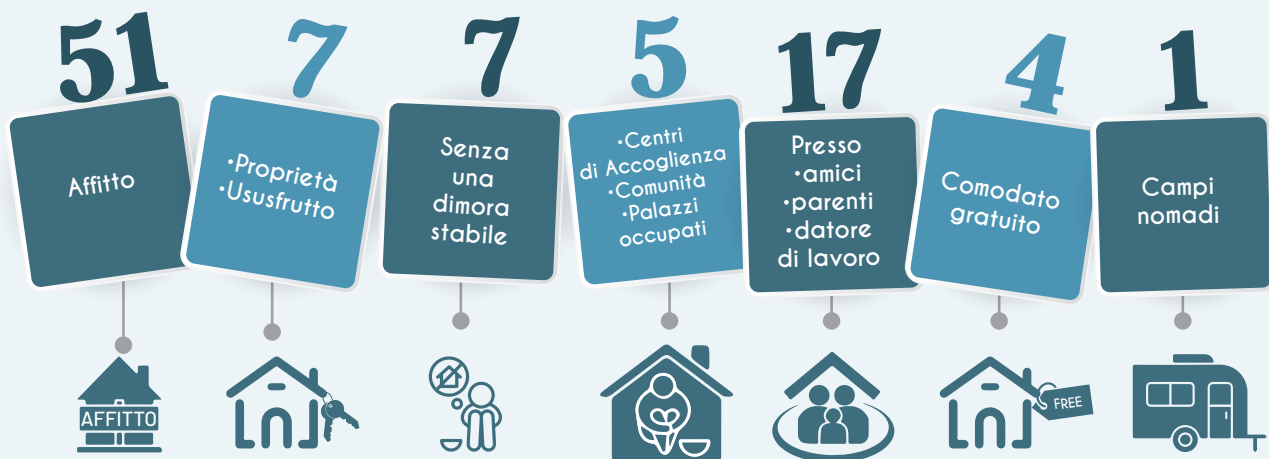 51
Affitto
7
•Proprietà
•Ususfrutto
7
Senza
una
dimora
stabile
5
•Centri
di Accoglienza
•Comunità
•Palazzi
occupati
17
Presso
•amici
•parenti
•datore
di lavoro
4
Comodato
gratuito
1
Campi
nomadi
AFFITTO
FREE